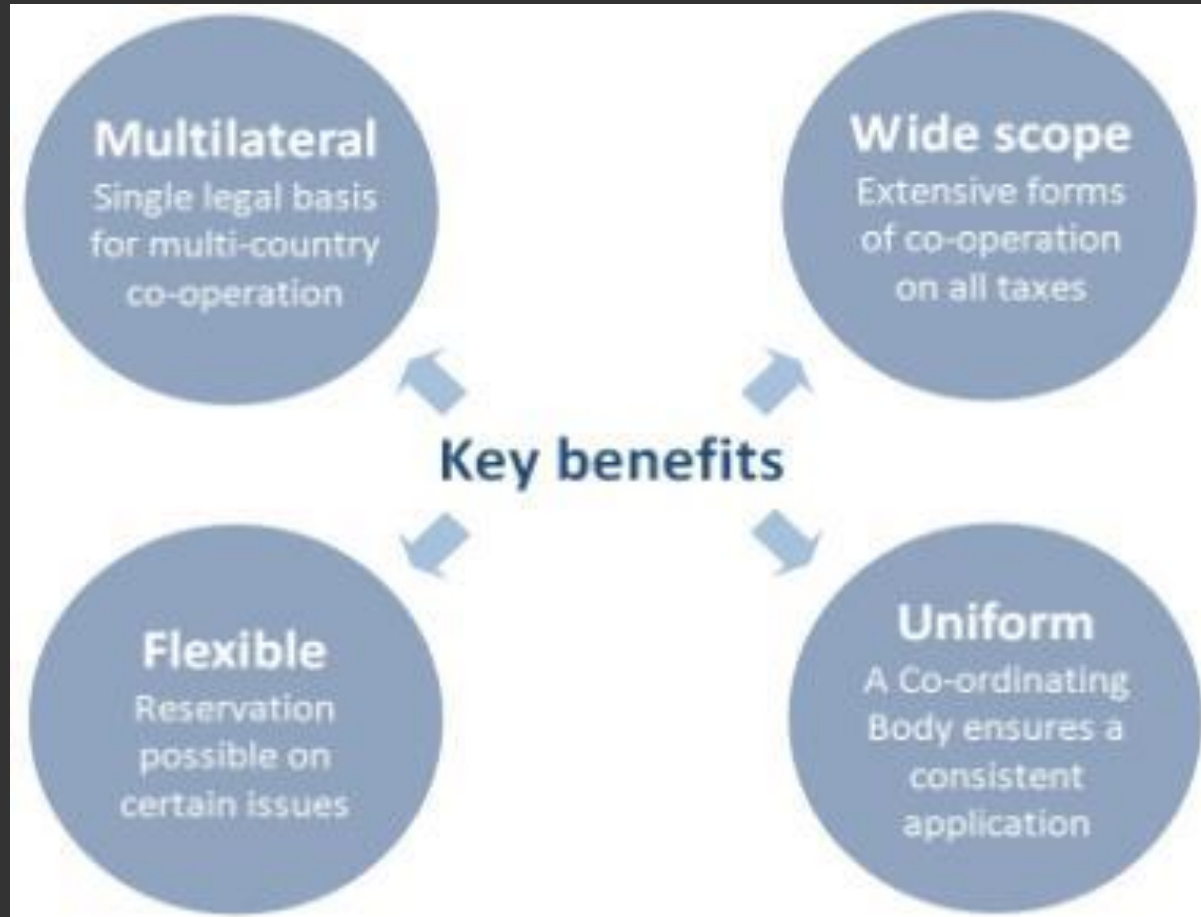 Multilateral
Single legal basis
for multi-country
co-operation
Wide scope
Extensive forms
of co-operation
on all taxes
Key benefits
Flexible
Reservation
possible on
certain issues
Uniform
A Co-ordinating
Body ensures a
consistent
application